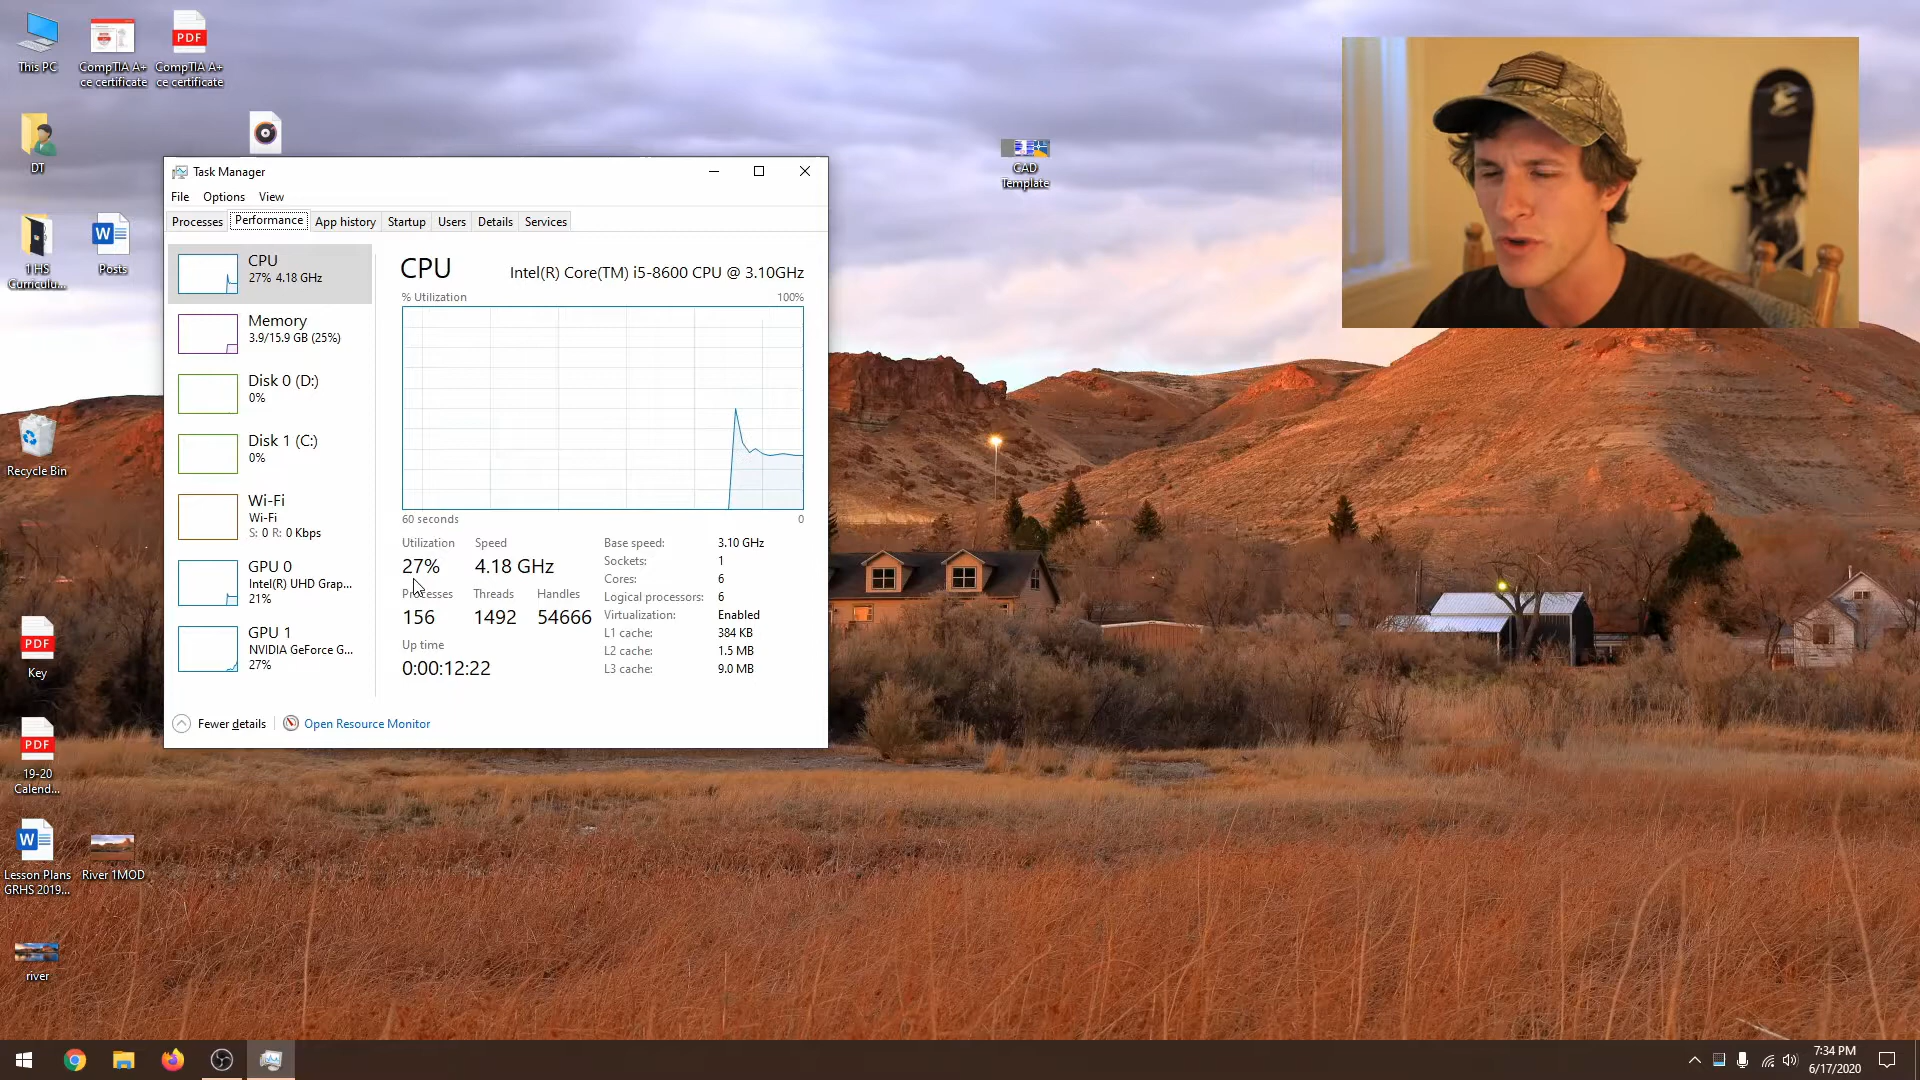 This PC
CompTIA A+
ce certificate
CompTIA A+
ce certificate
PDF
DT
1 HS
Curriculu...
Posts
Recycle Bin
PDF
Key
PDF
19-20
Calend...
Lesson Plans
GRHS 2019...
River 1MOD
river
CAD
Template
Task Manager
File
Options
View
Processes
Performance
App history
Startup
Users
Details
Services
CPU
27% 4.18 GHz
Memory
3.9/15.9 GB (25%)
Disk 0 (D:)
0%
Disk 1 (C:)
0%
Wi-Fi
Wi-Fi
S: 0 R: 0 Kbps
GPU 0
Intel(R) UHD Grap...
21%
GPU 1
NVIDIA GeForce G...
27%
CPU
Intel(R) Core(TM) i5-8600 CPU @ 3.10GHz
% Utilization
100%
60 seconds
0
Utilization
Speed
27%
4.18 GHz
Processes
Threads
Handles
156
1492
54666
Up time
0:00:12:22
Base speed: 3.10 GHz
Sockets: 1
Cores: 6
Logical processors: 6
Virtualization: Enabled
L1 cache: 384 KB
L2 cache: 1.5 MB
L3 cache: 9.0 MB
Fewer details
Open Resource Monitor
7:34 PM
6/17/2020